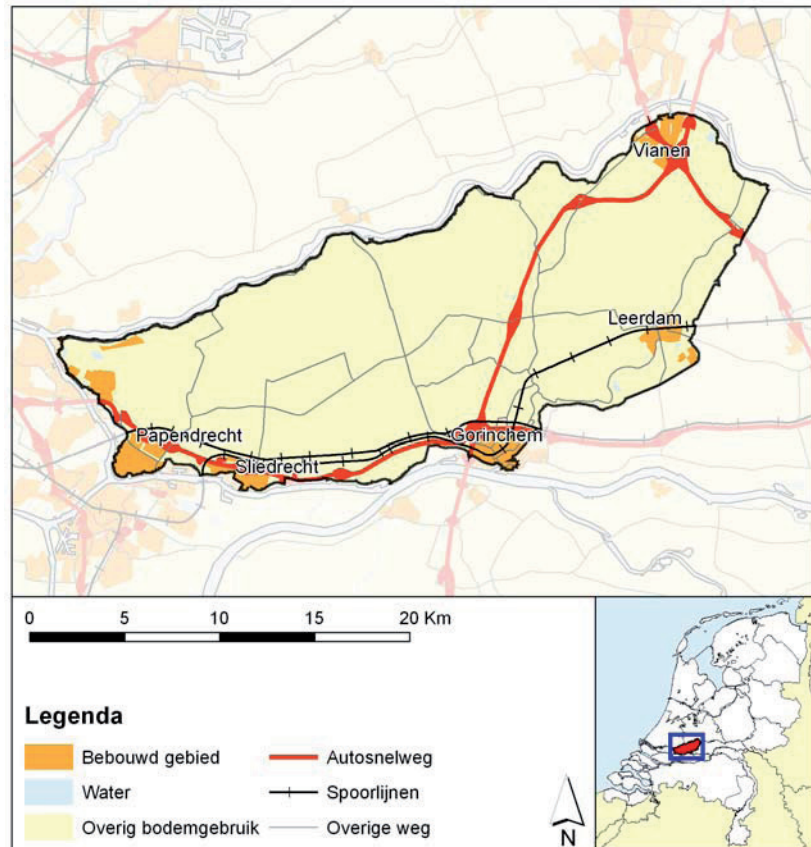 Vianen
Leerdam
Papendrecht
Gorinchem
Sliedrecht
0 5 10 15 20 Km
Legenda
Bebouwd gebied
Autosnelweg
Water
Spoorlijnen
Overig bodemgebruik
Overige weg
N